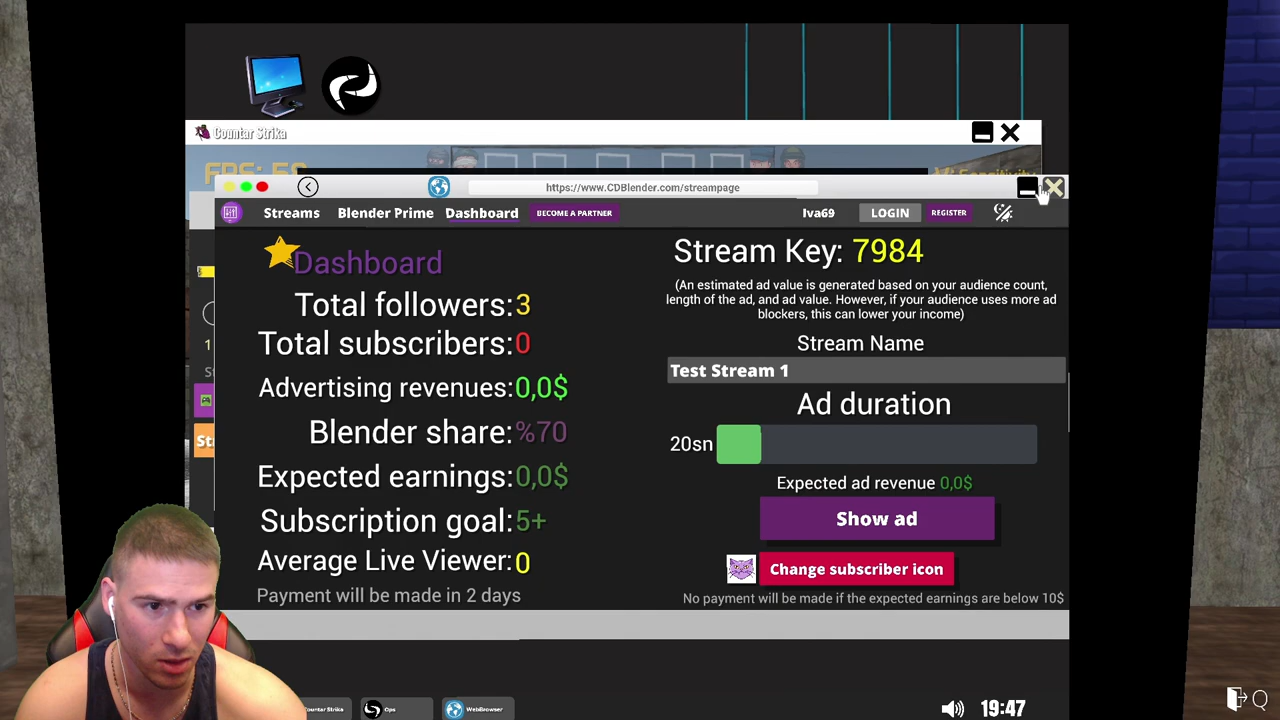 Countar Strika
https://www.CDBlender.com/streampage
Streams Blender Prime Dashboard BECOME A PARTNER Iva69 LOGIN REGISTER
Dashboard
Total followers:3
Total subscribers:0
Advertising revenues:0,0$
Blender share:%70
Expected earnings:0,0$
Subscription goal:5+
Average Live Viewer:0
Payment will be made in 2 days
Stream Key: 7984
(An estimated ad value is generated based on your audience count,
length of the ad, and ad value. However, if your audience uses more ad
blockers, this can lower your income)
Stream Name
Test Stream 1
Ad duration
20sn
Expected ad revenue 0,0$
Show ad
Change subscriber icon
No payment will be made if the expected earnings are below 10$
Ops WebBrowser 19:47
Q